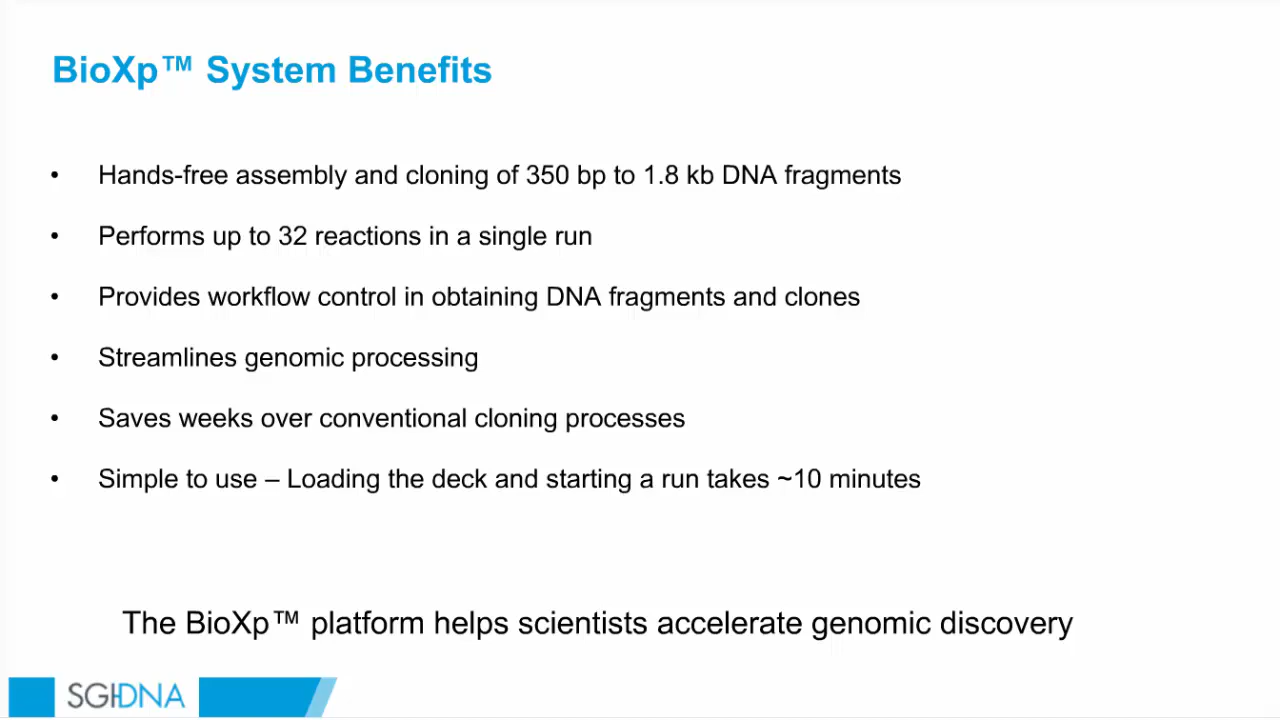 BioXp™ System Benefits
• Hands-free assembly and cloning of 350 bp to 1.8 kb DNA fragments
• Performs up to 32 reactions in a single run
• Provides workflow control in obtaining DNA fragments and clones
• Streamlines genomic processing
• Saves weeks over conventional cloning processes
• Simple to use – Loading the deck and starting a run takes ~10 minutes
The BioXp™ platform helps scientists accelerate genomic discovery
SGI-DNA